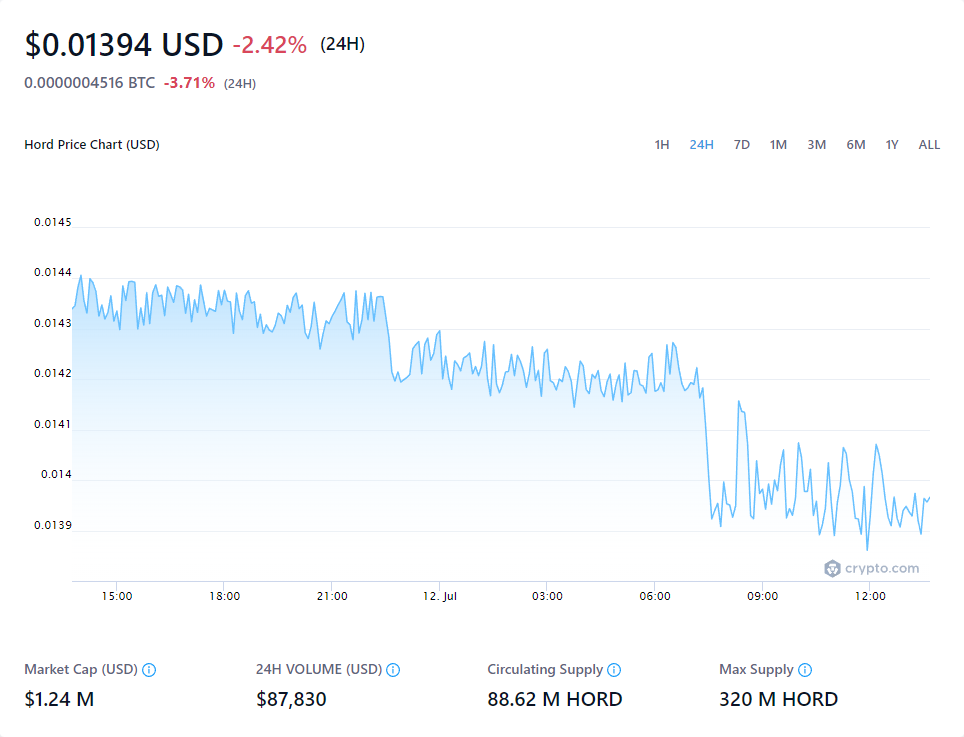 $0.01394 USD -2.42% (24H)
0.0000004516 BTC -3.71% (24H)
Hord Price Chart (USD) 1H 24H 7D 1M 3M 6M 1Y ALL
0.0145
0.0144
0.0143
0.0142
0.0141
0.014
0.0139
crypto.com
15:00 18:00 21:00 12. Jul 03:00 06:00 09:00 12:00
Market Cap (USD) 24H VOLUME (USD) Circulating Supply Max Supply
$1.24 M $87,830 88.62 M HORD 320 M HORD